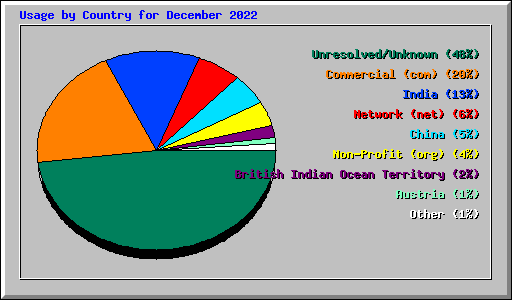 Usage by Country for December 2022
Unresolved/Unknown (48%)
Commercial (com) (20%)
India (13%)
Network (net) (6%)
China (5%)
Non-Profit (org) (4%)
British Indian Ocean Territory (2%)
Austria (1%)
Other (1%)